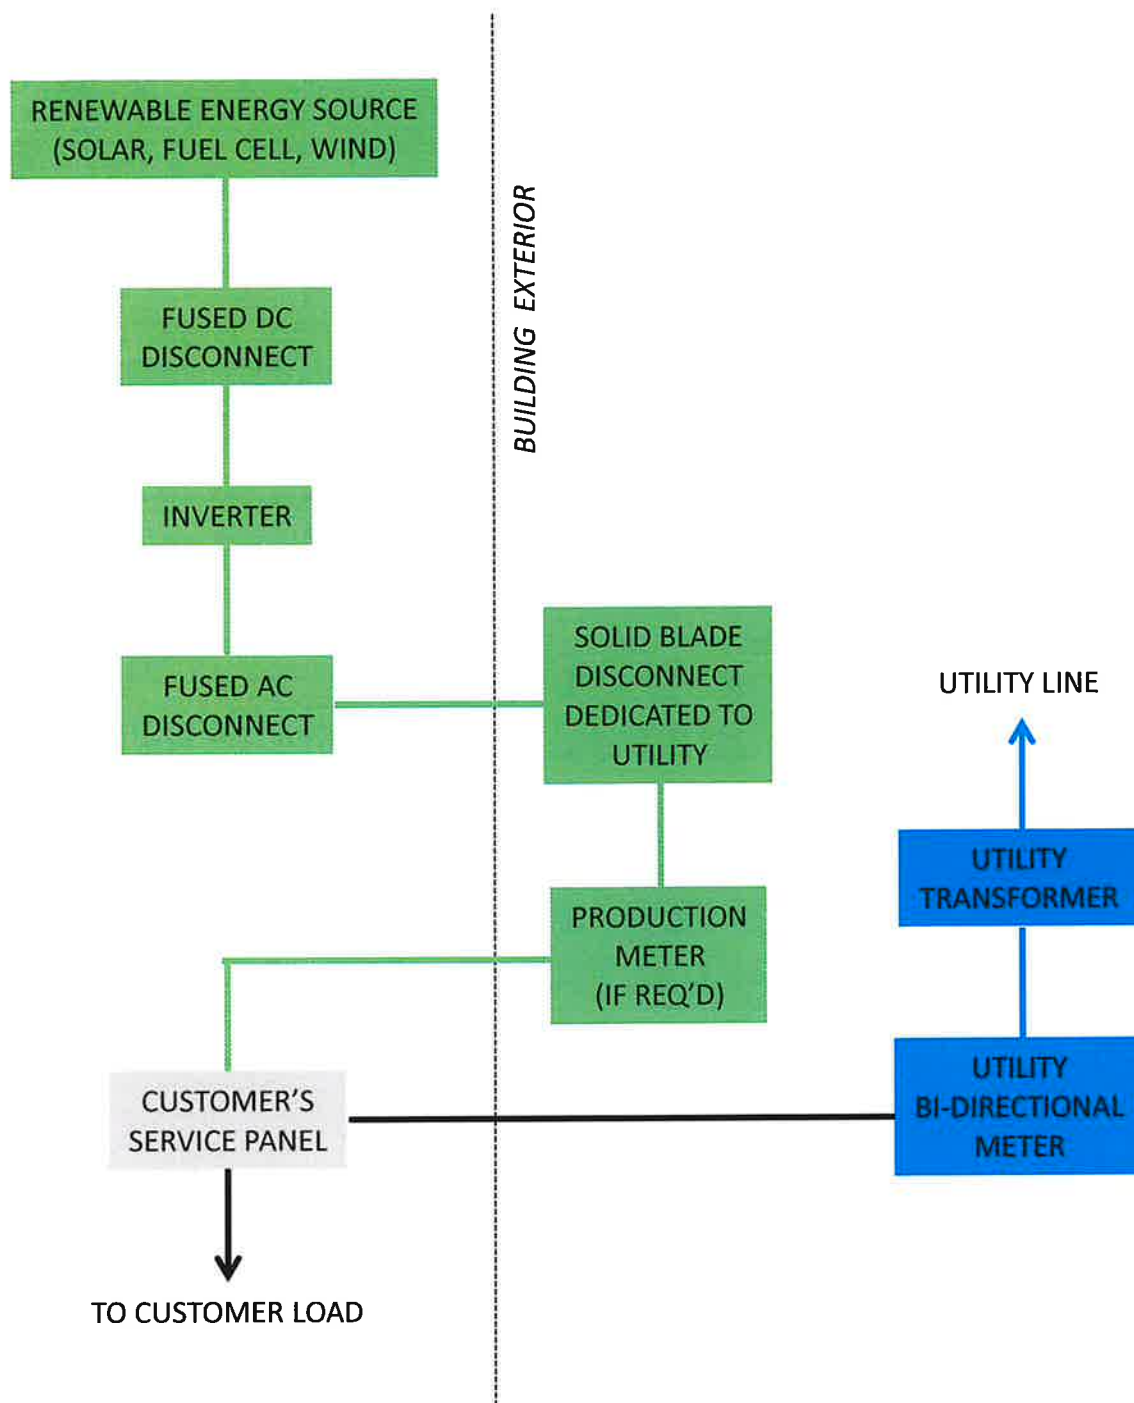 RENEWABLE ENERGY SOURCE
(SOLAR, FUEL CELL, WIND)
BUILDING EXTERIOR
FUSED DC
DISCONNECT
INVERTER
FUSED AC
DISCONNECT
SOLID BLADE
DISCONNECT
DEDICATED TO
UTILITY
UTILITY LINE
UTILITY
TRANSFORMER
PRODUCTION
METER
(IF REQ'D)
UTILITY
BI-DIRECTIONAL
METER
CUSTOMER'S
SERVICE PANEL
TO CUSTOMER LOAD